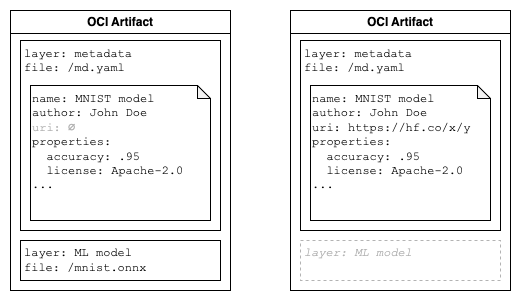 OCI Artifact
layer: metadata
file: /md.yaml
name: MNIST model
author: John Doe
uri: ∅
properties:
  accuracy: .95
  license: Apache-2.0
...
layer: ML model
file: /mnist.onnx
OCI Artifact
layer: metadata
file: /md.yaml
name: MNIST model
author: John Doe
uri: https://hf.co/x/y
properties:
  accuracy: .95
  license: Apache-2.0
...
layer: ML model